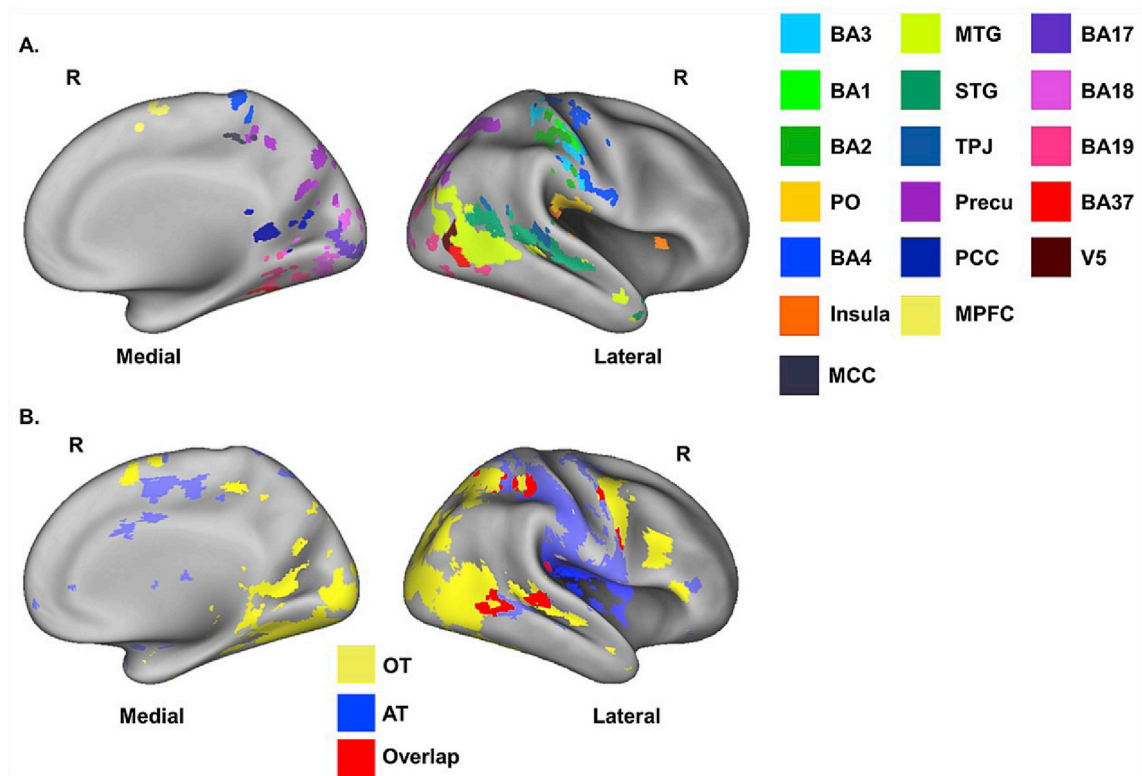 A.
R
R
Medial
Lateral
BA3
MTG
BA17
BA1
STG
BA18
BA2
TPJ
BA19
PO
Precu
BA37
BA4
PCC
V5
Insula
MPFC
MCC
B.
R
R
Medial
Lateral
OT
AT
Overlap